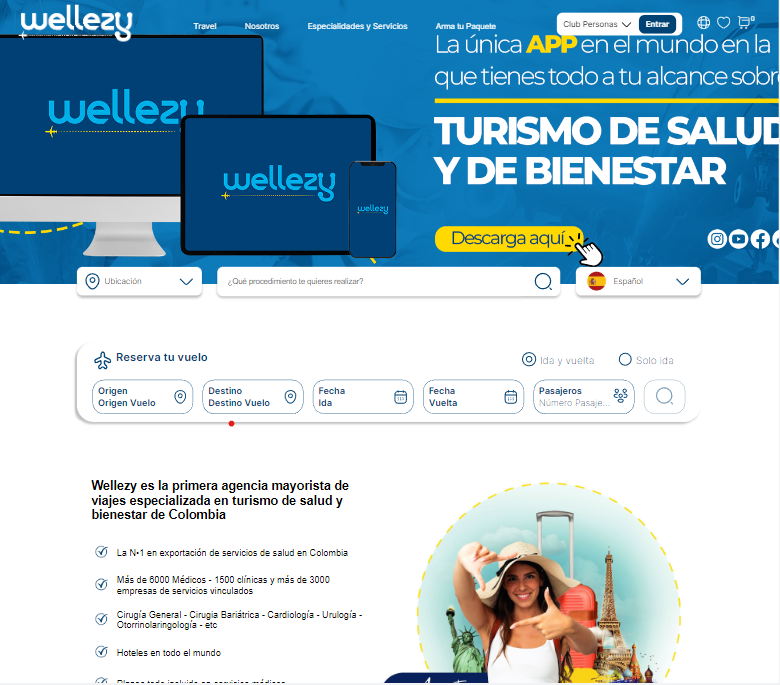 wellezy
Travel
Nosotros
Especialidades y Servicios
Arma tu Paquete
Club Personas
Entrar
0
La única APP en el mundo en la
que tienes todo a tu alcance sobr
TURISMO DE SALUD
Y DE BIENESTAR
wellezy
wellezy
wellezy
Descarga aquí
Ubicación
¿Qué procedimiento te quieres realizar?
Español
Reserva tu vuelo
Ida y vuelta
Solo ida
Origen
Origen Vuelo
Destino
Destino Vuelo
Fecha
Ida
Fecha
Vuelta
Pasajeros
Número Pasaje...
Wellezy es la primera agencia mayorista de
viajes especializada en turismo de salud y
bienestar de Colombia
La N•1 en exportación de servicios de salud en Colombia
Más de 6000 Médicos - 1500 clínicas y más de 3000
empresas de servicios vinculados
Cirugía General - Cirugia Bariátrica - Cardiología - Urología -
Otorrinolaringología - etc
Hoteles en todo el mundo